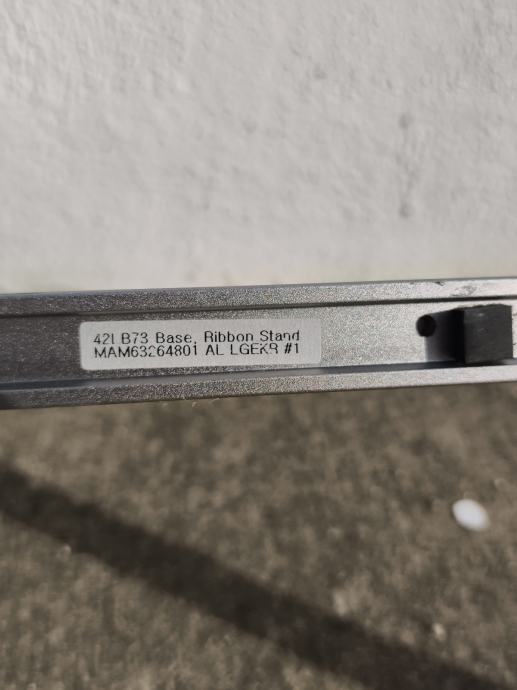 42LB73 Base, Ribbon Stand
MAM63264801 AL LGEKR #1